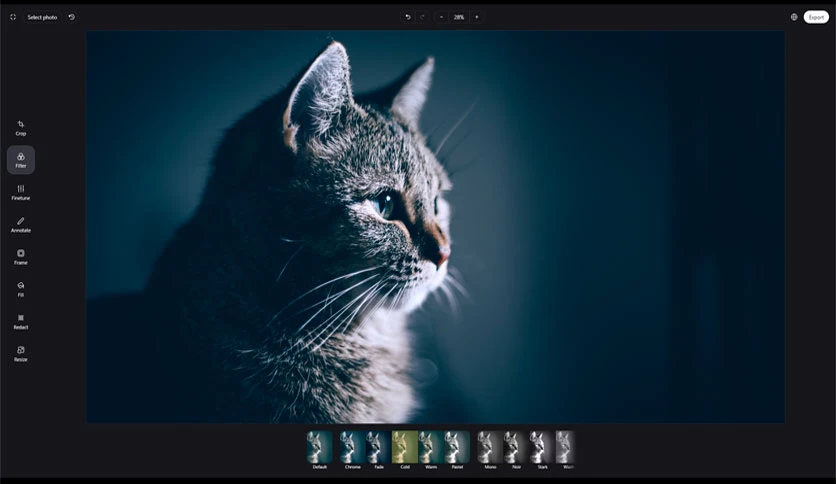 Select photo
28%
Export
Crop
Filter
Finetune
Annotate
Frame
Fill
Redact
Resize
Default
Chrome
Fade
Cold
Warm
Pastel
Mono
Noir
Stark